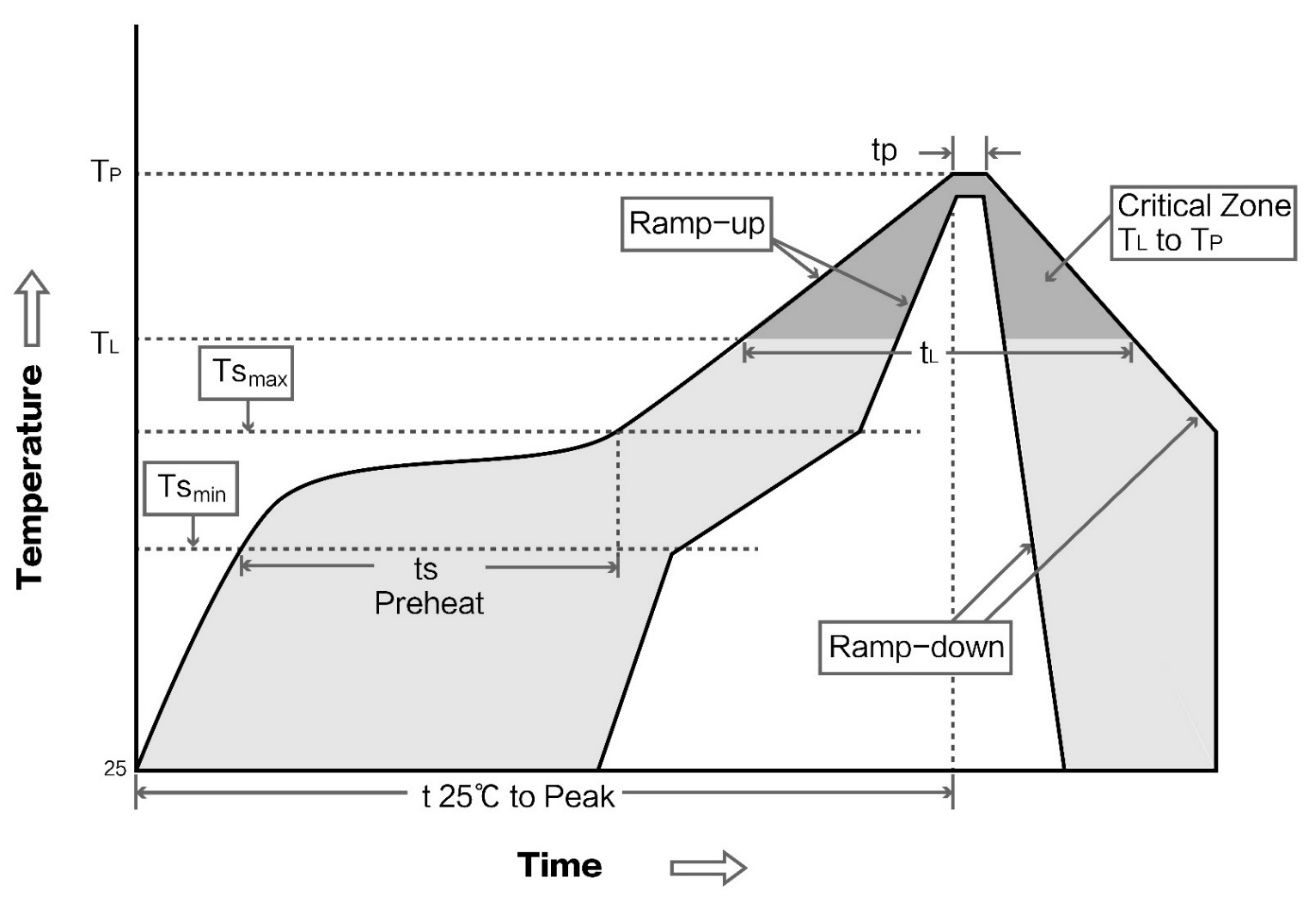 tp
TP
Ramp-up
Critical Zone
TL to TP
TL
tL
Tsmax
Tsmin
ts
Preheat
Ramp-down
25
t 25℃ to Peak
Temperature
Time